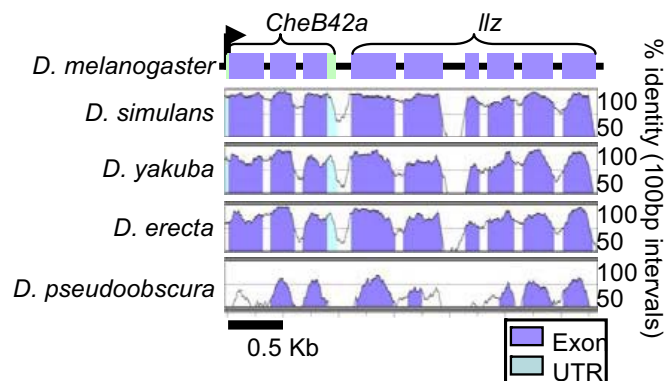 CheB42a llz
D. melanogaster
D. simulans
100
50
D. yakuba
100
50
D. erecta
100
50
D. pseudoobscura
100
50
% identity (100bp intervals)
0.5 Kb
Exon
UTR